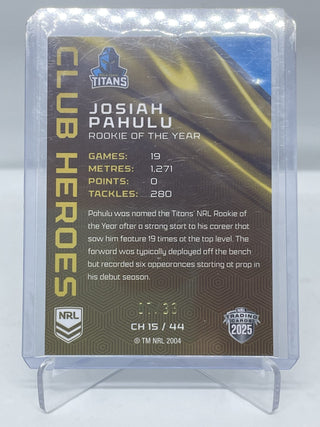 TITANS
CLUB HEROES
JOSIAH
PAHULU
ROOKIE OF THE YEAR
GAMES: 19
METRES: 1,271
POINTS: 0
TACKLES: 280
Pahulu was named the Titans' NRL Rookie of
the Year after a strong start to his career that
saw him feature 19 times at the top level. The
forward was typically deployed off the bench
but recorded six appearances starting at prop in
his debut season.
NRL
CH 15 / 44
© TM NRL 2004
TRADING
CARDS
2025